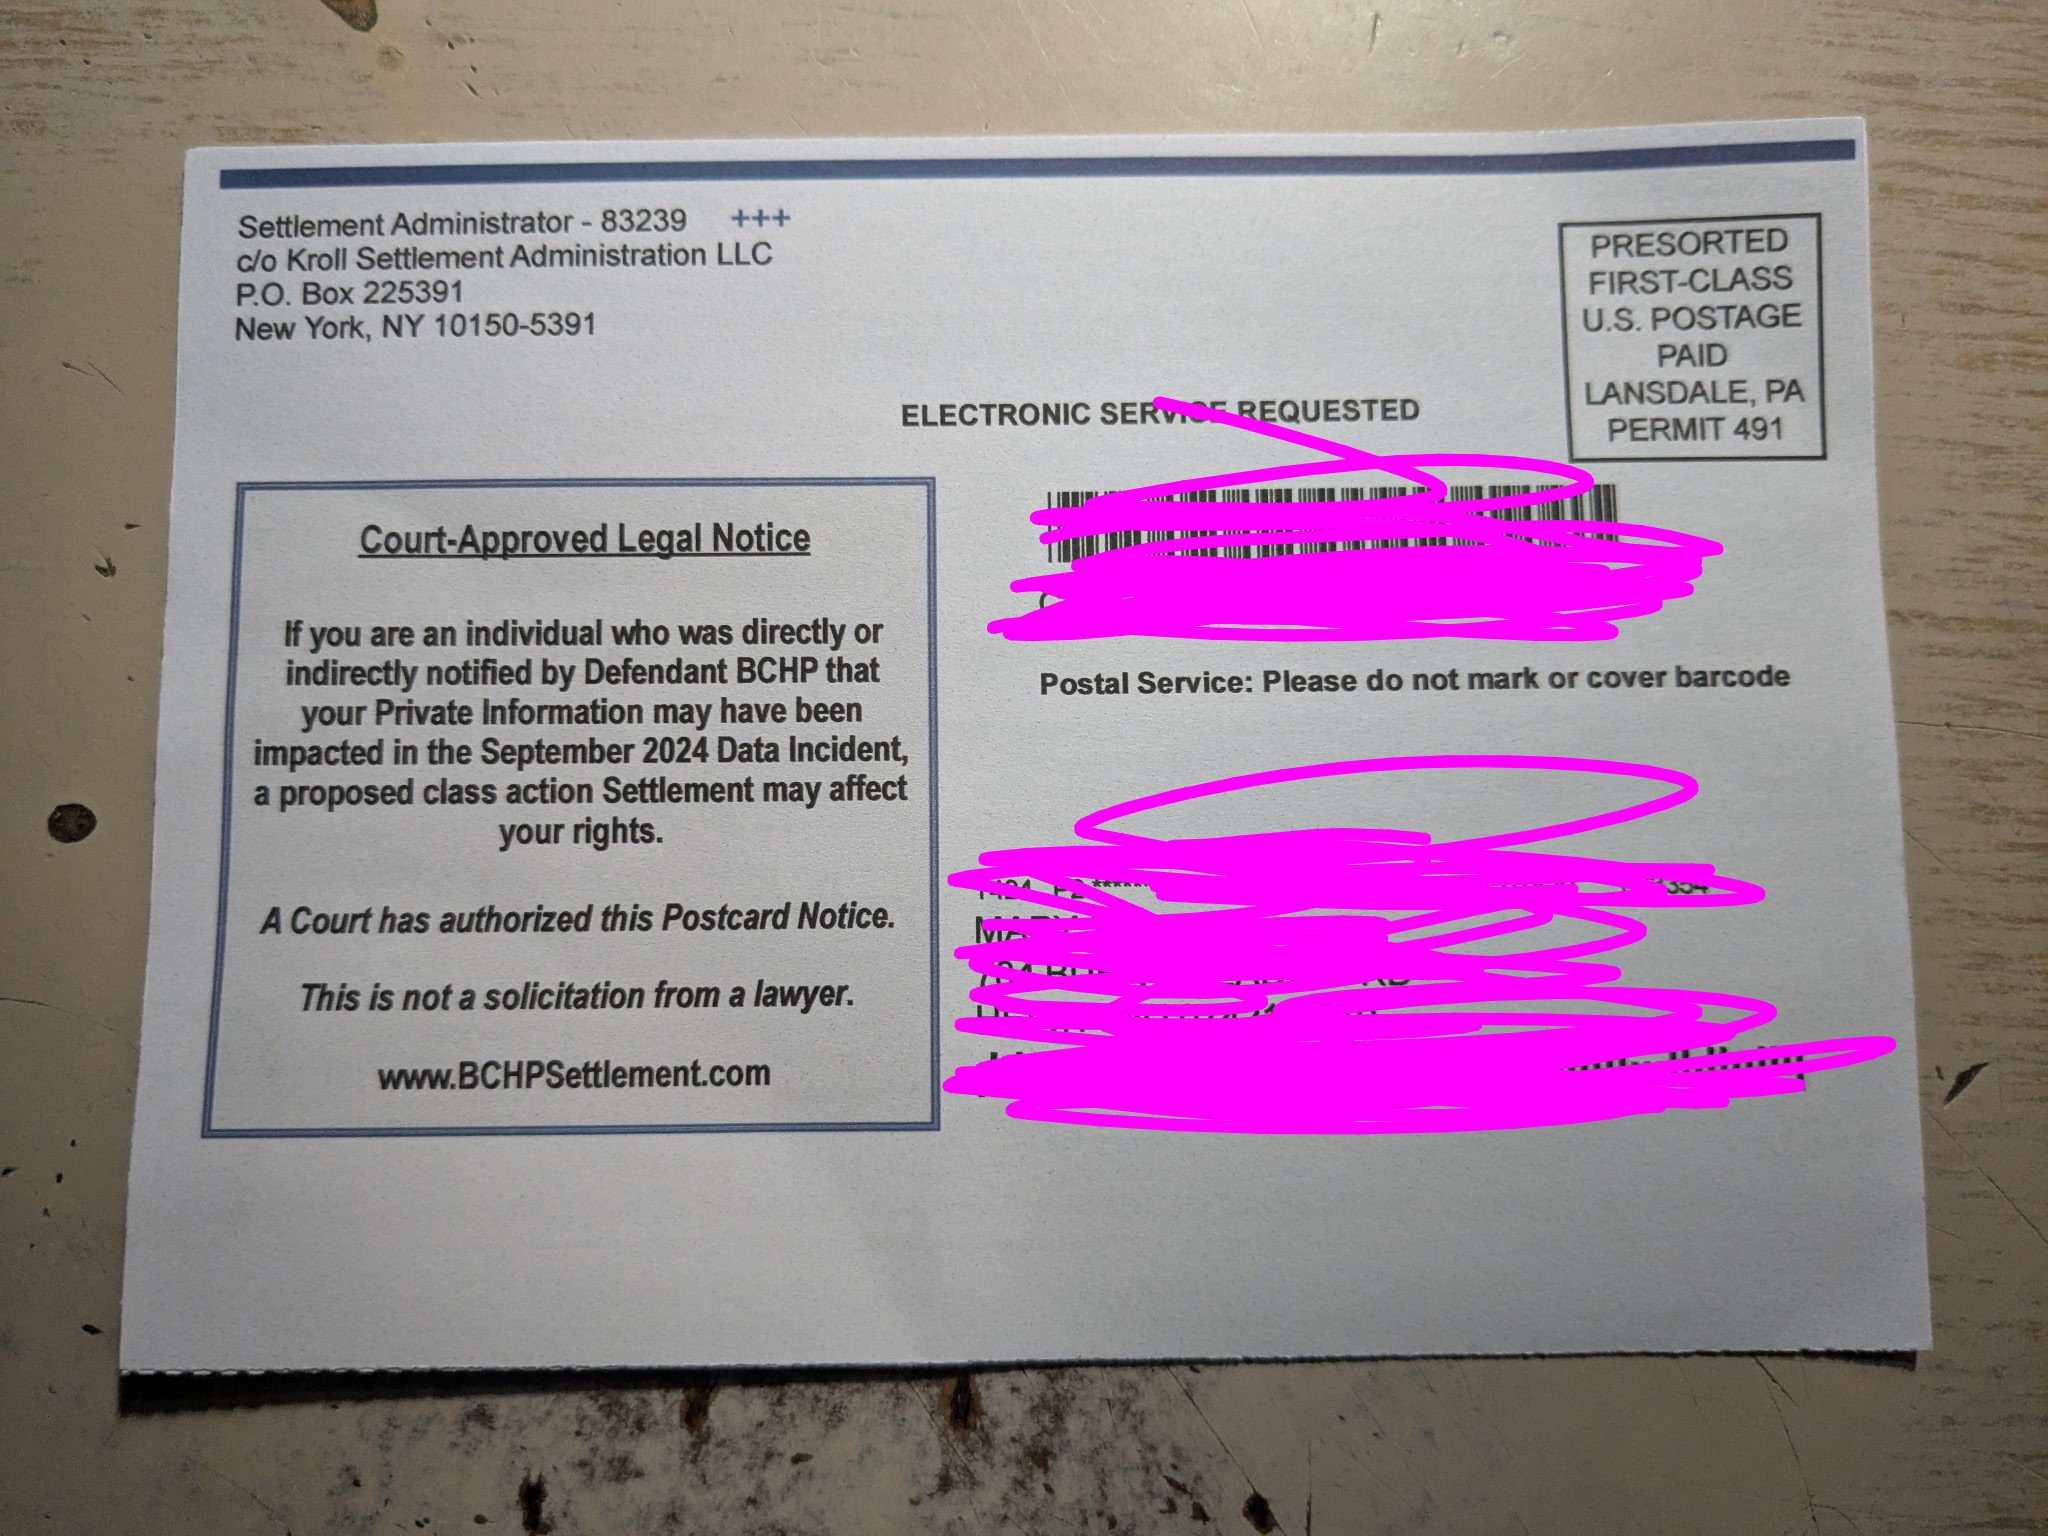 Settlement Administrator - 83239 +++
c/o Kroll Settlement Administration LLC
P.O. Box 225391
New York, NY 10150-5391
PRESORTED
FIRST-CLASS
U.S. POSTAGE
PAID
LANSDALE, PA
PERMIT 491
ELECTRONIC SERVICE REQUESTED
Court-Approved Legal Notice
If you are an individual who was directly or
indirectly notified by Defendant BCHP that
your Private Information may have been
impacted in the September 2024 Data Incident,
a proposed class action Settlement may affect
your rights.
A Court has authorized this Postcard Notice.
This is not a solicitation from a lawyer.
www.BCHPSettlement.com
Postal Service: Please do not mark or cover barcode